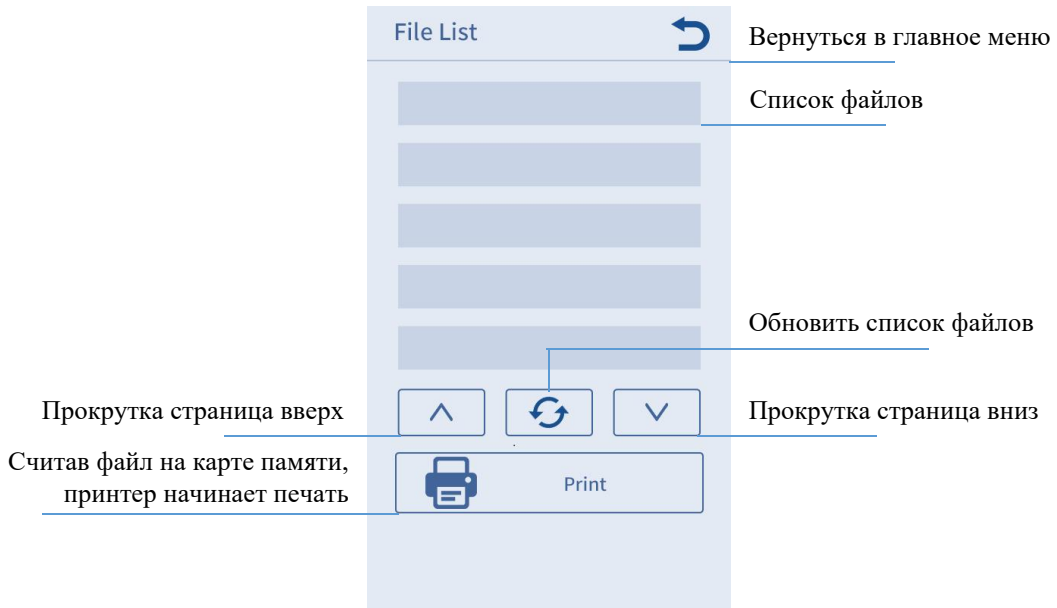 File List
Вернуться в главное меню
Список файлов
Обновить список файлов
Прокрутка страница вверх
Прокрутка страница вниз
Считав файл на карте памяти,
принтер начинает печать
Print